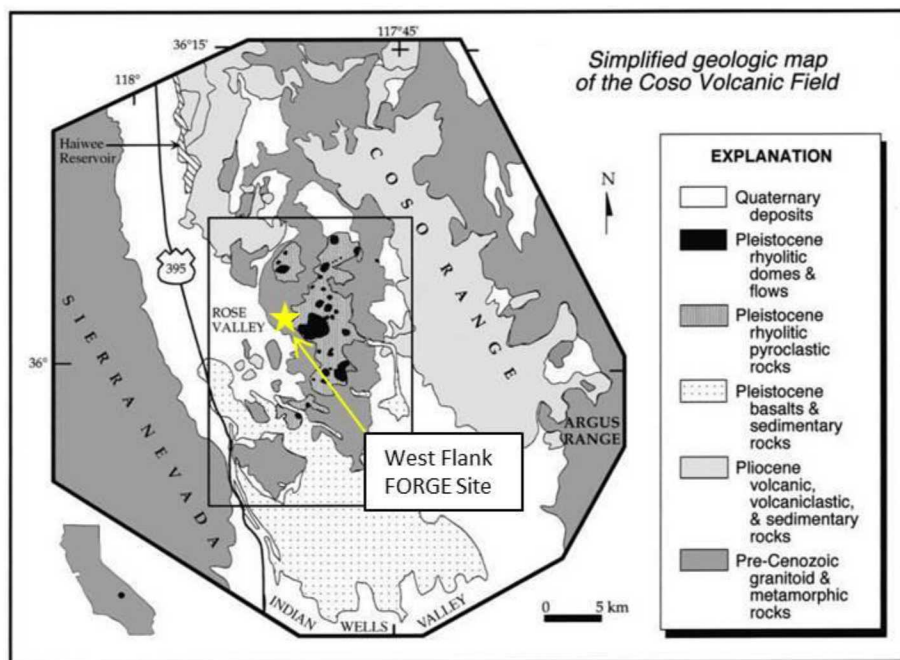 Simplified geologic map
of the Coso Volcanic Field
36°15'
117°45'
118°
Haiwee
Reservoir
COSO RANGE
N
395
ROSE
VALLEY
SIERRA NEVADA
36°
ARGUS
RANGE
West Flank
FORGE Site
INDIAN WELLS VALLEY
0 5 km
EXPLANATION
Quaternary
deposits
Pleistocene
rhyolitic
domes &
flows
Pleistocene
rhyolitic
pyroclastic
rocks
Pleistocene
basalts &
sedimentary
rocks
Pliocene
volcanic,
volcaniclastic,
& sedimentary
rocks
Pre-Cenozoic
granitoid &
metamorphic
rocks